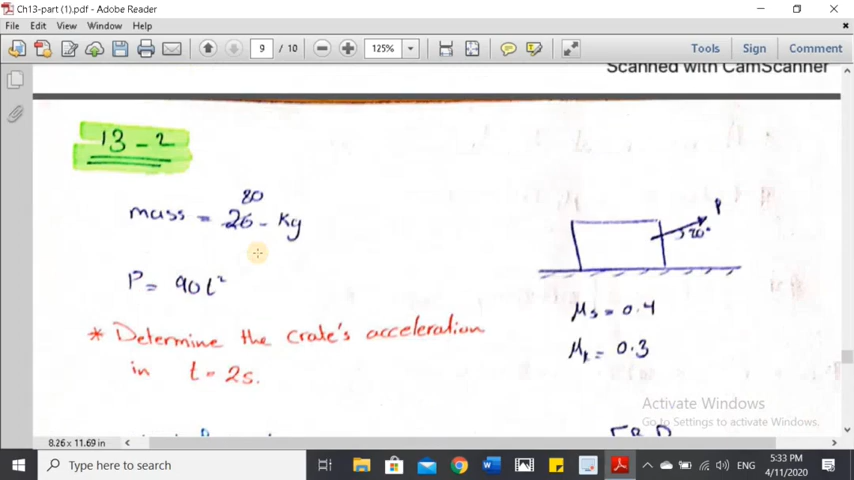 Ch13-part (1).pdf - Adobe Reader
File Edit View Window Help
9 / 10 125% Tools Sign Comment
Scanned with CamScanner
13-2
80
mass = 26 - kg
P
20°
P = 90t²
μs = 0.4
* Determine the crate's acceleration
in t = 2s.
μk = 0.3
Activate Windows
Go to Settings to activate Windows.
F B D
8.26 x 11.69 in
Type here to search
ENG
5:33 PM
4/11/2020